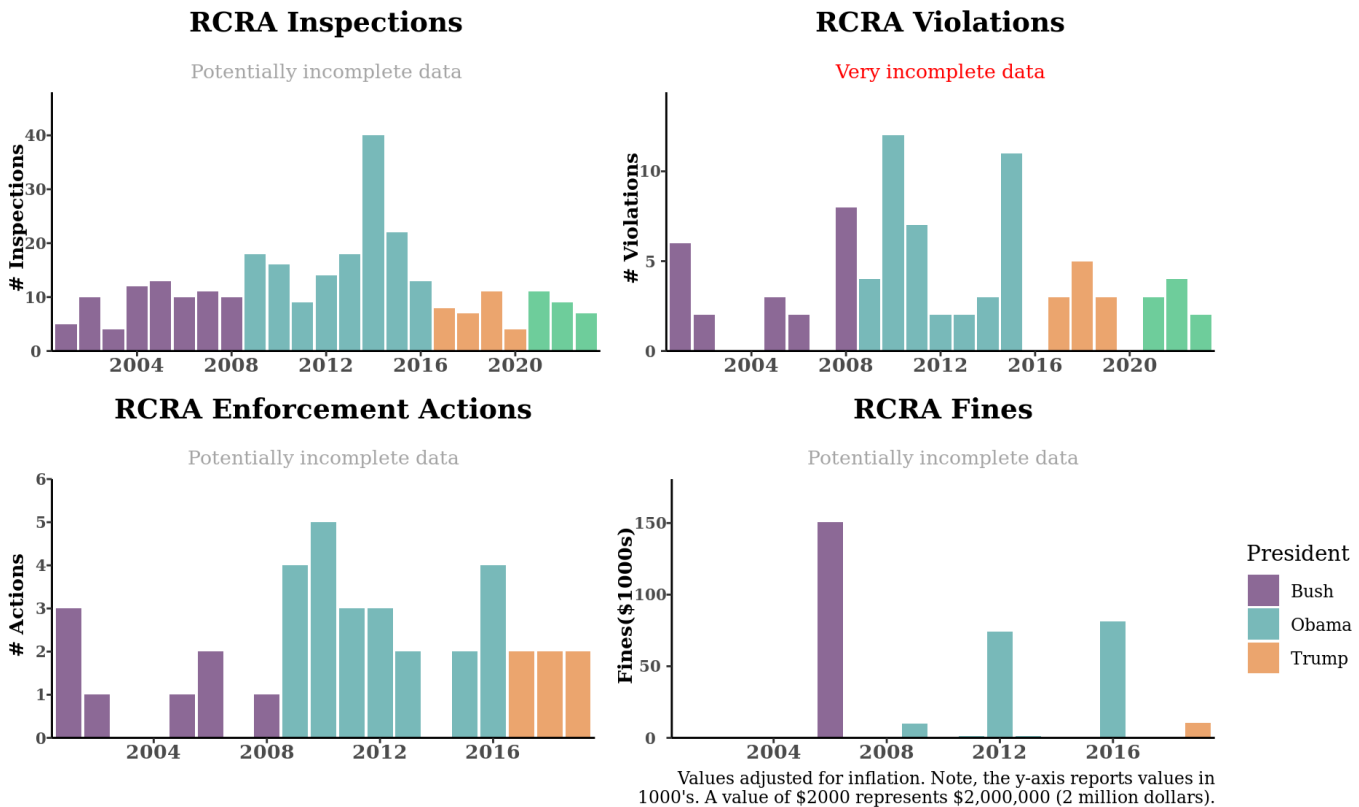 RCRA Inspections
Potentially incomplete data
# Inspections
40
30
20
10
0
2004 2008 2012 2016 2020
RCRA Violations
Very incomplete data
# Violations
10
5
0
2004 2008 2012 2016 2020
RCRA Enforcement Actions
Potentially incomplete data
# Actions
6
5
4
3
2
1
0
2004 2008 2012 2016
RCRA Fines
Potentially incomplete data
Fines($1000s)
150
100
50
0
2004 2008 2012 2016
President
Bush
Obama
Trump
Values adjusted for inflation. Note, the y-axis reports values in
1000's. A value of $2000 represents $2,000,000 (2 million dollars).